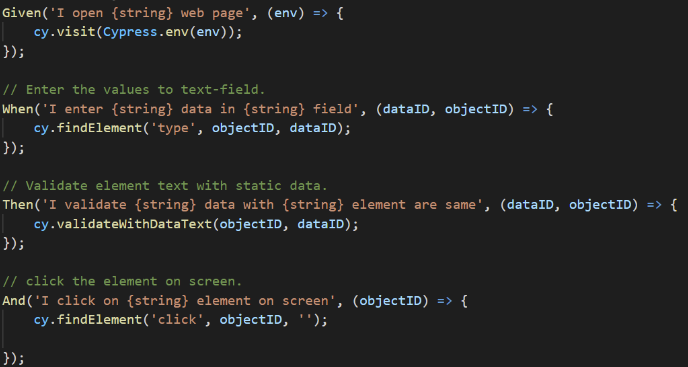 Given('I open {string} web page', (env) => {
    cy.visit(Cypress.env(env));
});
// Enter the values to text-field.
When('I enter {string} data in {string} field', (dataID, objectID) => {
    cy.findElement('type', objectID, dataID);
});
// Validate element text with static data.
Then('I validate {string} data with {string} element are same', (dataID, objectID) => {
    cy.validateWithDataText(objectID, dataID);
});
// click the element on screen.
And('I click on {string} element on screen', (objectID) => {
    cy.findElement('click', objectID, '');
});